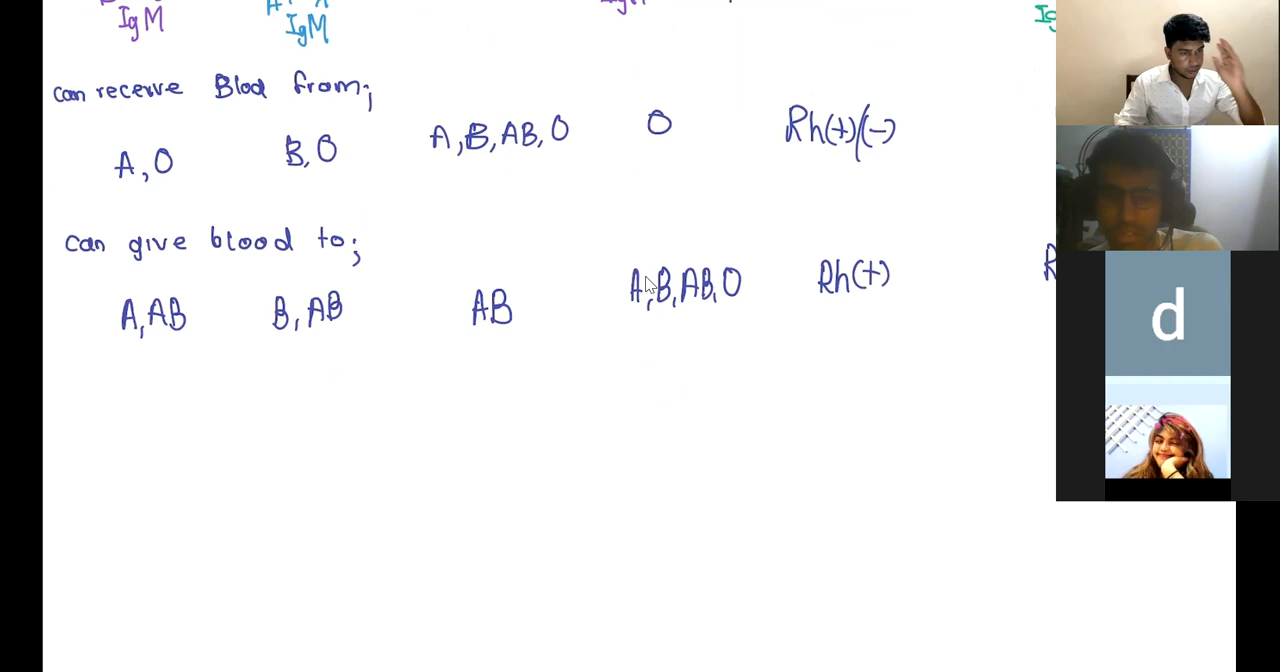 IgM IgM
can receive Blod from;
A, O B, O A, B, AB, O O Rh(+)/(-)
can give blood to;
A, AB B, AB AB A, B, AB, O Rh(+) R
d